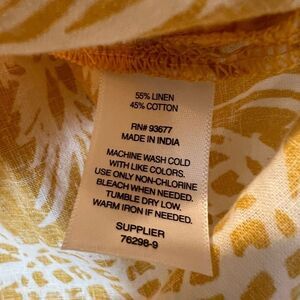 55% LINEN
45% COTTON
RN# 93677
MADE IN INDIA
MACHINE WASH COLD
WITH LIKE COLORS.
USE ONLY NON-CHLORINE
BLEACH WHEN NEEDED.
TUMBLE DRY LOW.
WARM IRON IF NEEDED.
SUPPLIER
76298-9